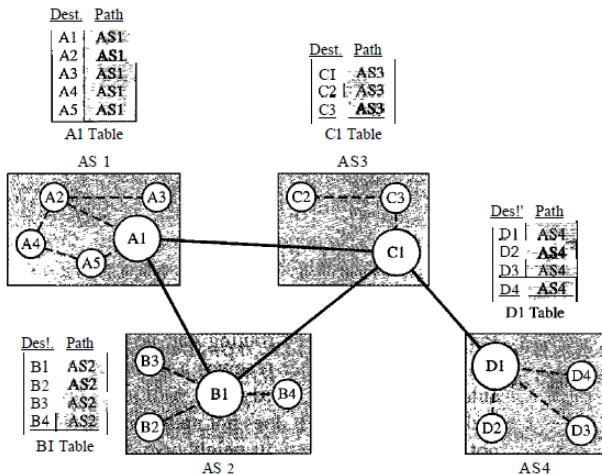 Dest. Path
A1 AS1
A2 AS1
A3 AS1
A4 AS1
A5 AS1
A1 Table
Dest. Path
CI AS3
C2 AS3
C3 AS3
C1 Table
AS 1
AS3
A2 A3
A4 A5 A1
C2 C3
C1
Des!' Path
D1 AS4
D2 AS4
D3 AS4
D4 AS4
D1 Table
Des!. Path
B1 AS2
B2 AS2
B3 AS2
B4 AS2
BI Table
B3
B1 B4
B2
AS 2
D1 D4
D2 D3
AS4